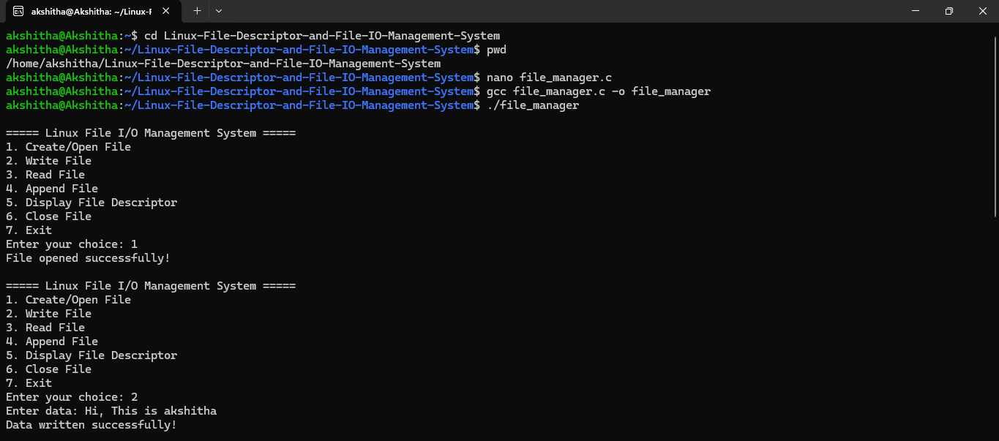 akshitha@Akshitha: ~/Linux-F
akshitha@Akshitha:~$ cd Linux-File-Descriptor-and-File-IO-Management-System
akshitha@Akshitha:~/Linux-File-Descriptor-and-File-IO-Management-System$ pwd
/home/akshitha/Linux-File-Descriptor-and-File-IO-Management-System
akshitha@Akshitha:~/Linux-File-Descriptor-and-File-IO-Management-System$ nano file_manager.c
akshitha@Akshitha:~/Linux-File-Descriptor-and-File-IO-Management-System$ gcc file_manager.c -o file_manager
akshitha@Akshitha:~/Linux-File-Descriptor-and-File-IO-Management-System$ ./file_manager

===== Linux File I/O Management System =====
1. Create/Open File
2. Write File
3. Read File
4. Append File
5. Display File Descriptor
6. Close File
7. Exit
Enter your choice: 1
File opened successfully!

===== Linux File I/O Management System =====
1. Create/Open File
2. Write File
3. Read File
4. Append File
5. Display File Descriptor
6. Close File
7. Exit
Enter your choice: 2
Enter data: Hi, This is akshitha
Data written successfully!